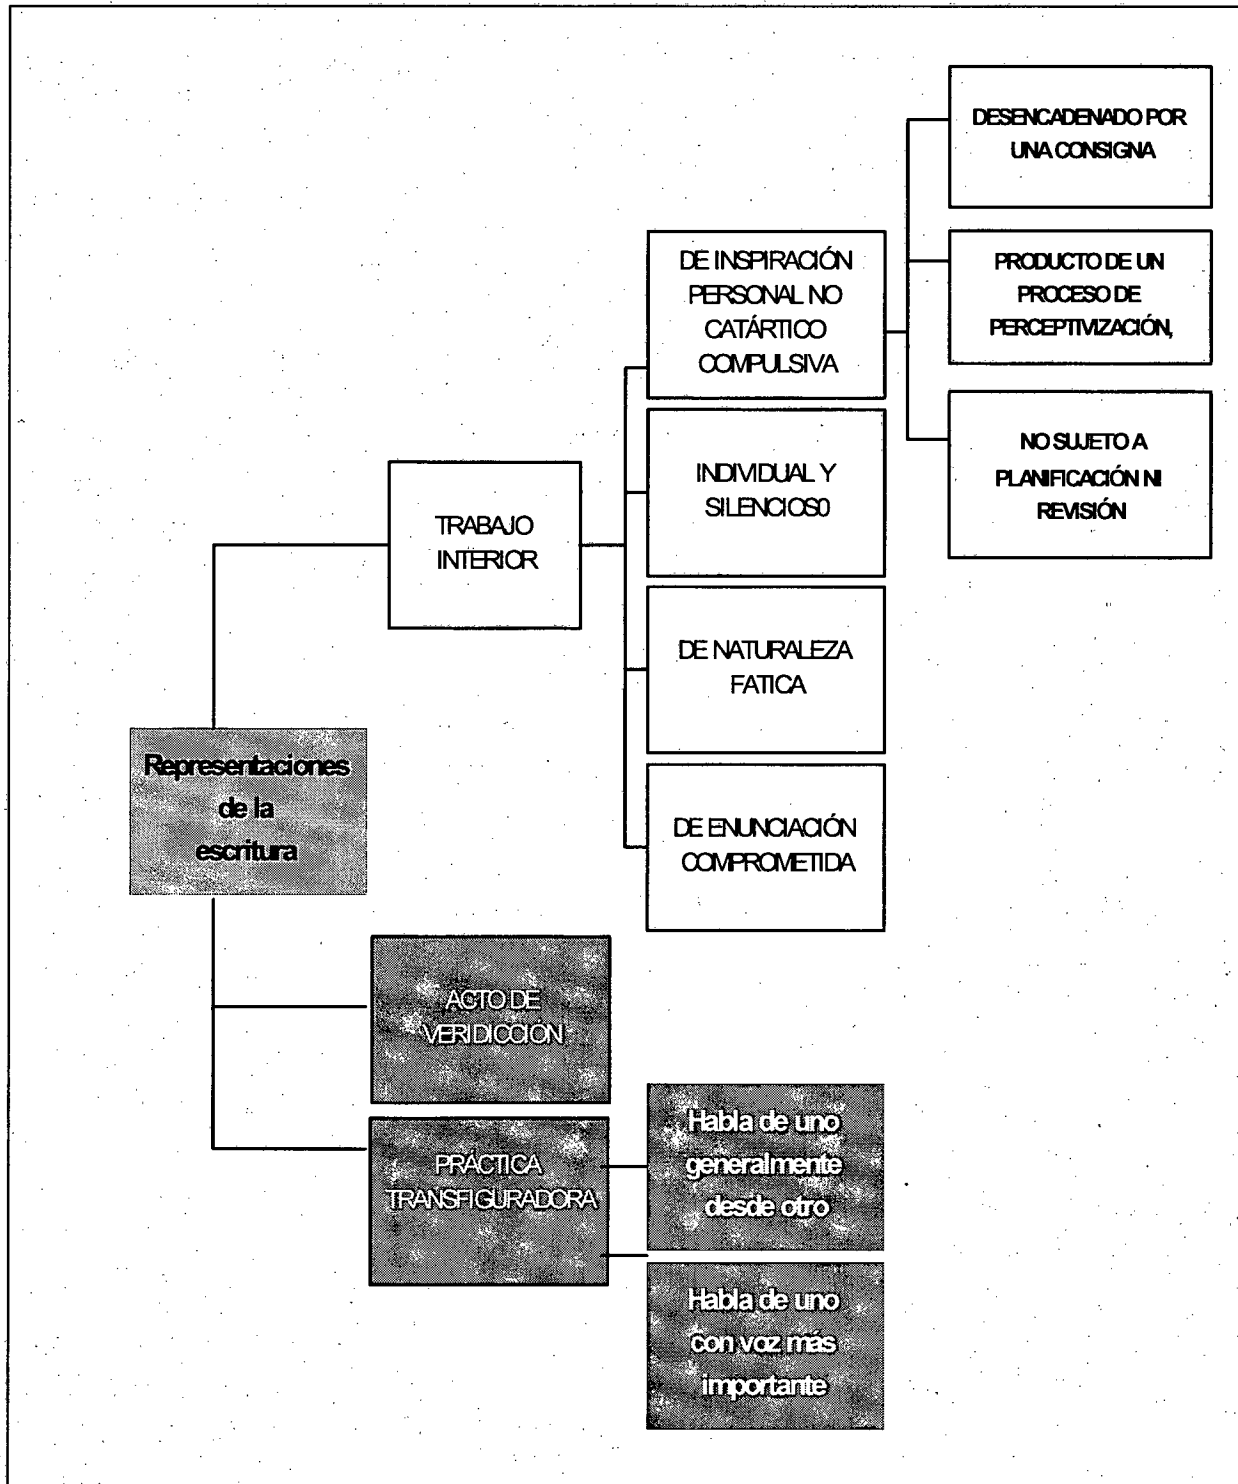 DESENCADENADO POR
UNA CONSIGNA
DE INSPIRACIÓN
PERSONAL NO
CATÁRTICO
COMPULSIVA
PRODUCTO DE UN
PROCESO DE
PERCEPTIVIZACIÓN,
NO SUJETO A
PLANIFICACIÓN NI
REVISIÓN
INDIVIDUAL Y
SILENCIOS0
TRABAJO
INTERIOR
DE NATURALEZA
FATICA
Representaciones
de la
escritura
DE ENUNCIACIÓN
COMPROMETIDA
ACTO DE
VERIDICCIÓN
PRÁCTICA
TRANSFIGURADORA
Habla de uno
generalmente
desde otro
Habla de uno
con voz más
importante